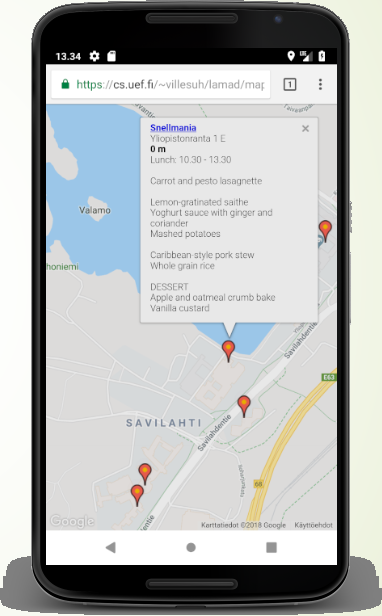 13.34
https://cs.uef.fi/~villesuh/lamad/map
1
Snellmania
Yliopistonranta 1 E
0 m
Lunch: 10.30 - 13.30
Carrot and pesto lasagnette
Lemon-gratinated saithe
Yoghurt sauce with ginger and
coriander
Mashed potatoes
Caribbean-style pork stew
Whole grain rice
DESSERT
Apple and oatmeal crumb bake
Vanilla custard
Valamo
honiemi
Savilahdentie
E63
SAVILAHTI
Savilahdentie
dentie
Google
Karttatiedot ©2018 Google
Käyttöehdot